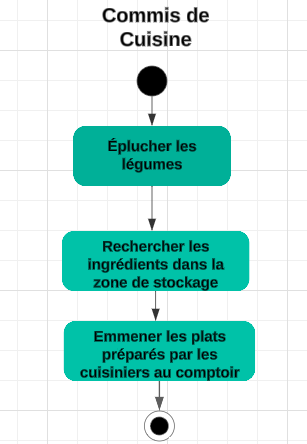 Commis de
Cuisine
Éplucher les
légumes
Rechercher les
ingrédients dans la
zone de stockage
Emmener les plats
préparés par les
cuisiniers au comptoir